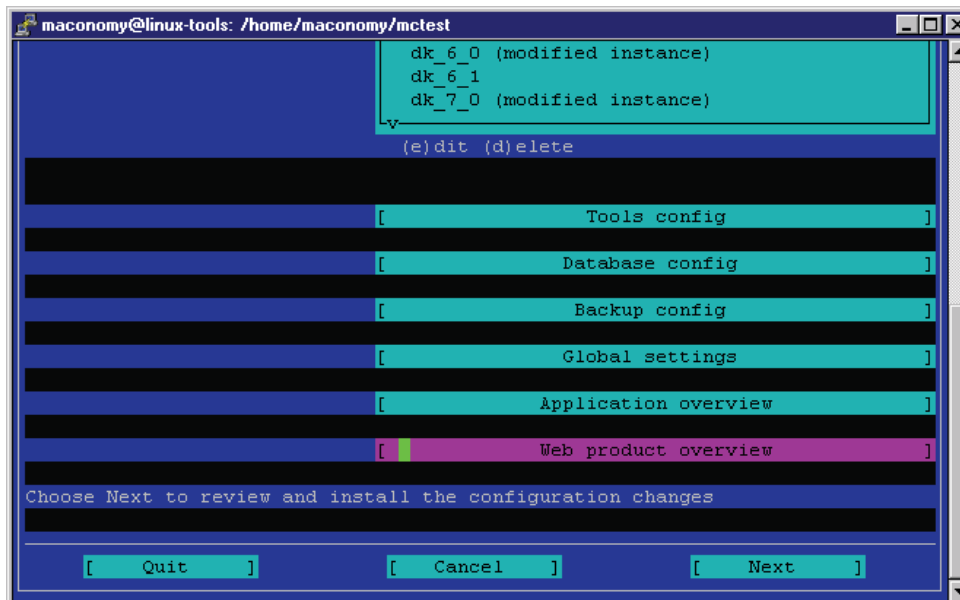 maconomy@linux-tools: /home/maconomy/mctest
dk_6_0 (modified instance)
dk_6_1
dk_7_0 (modified instance)
v
(e)dit (d)elete
[ Tools config ]
[ Database config ]
[ Backup config ]
[ Global settings ]
[ Application overview ]
[ Web product overview ]
Choose Next to review and install the configuration changes
[ Quit ] [ Cancel ] [ Next ]